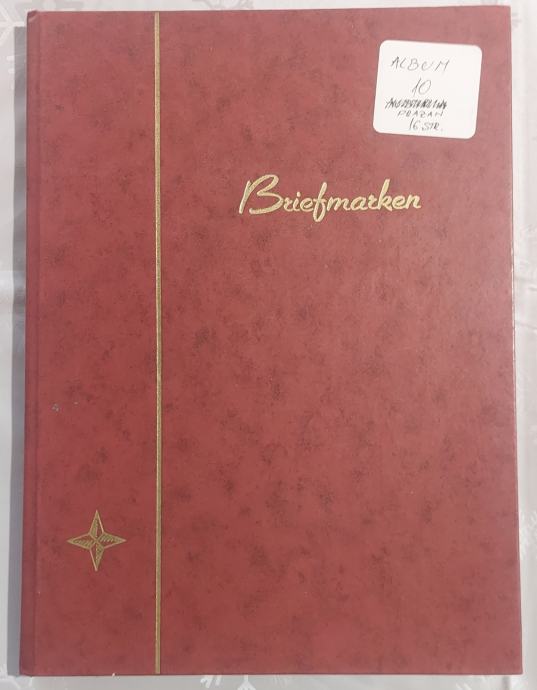 ALBUM
10
PRAZAN
16 STR.
Briefmarken